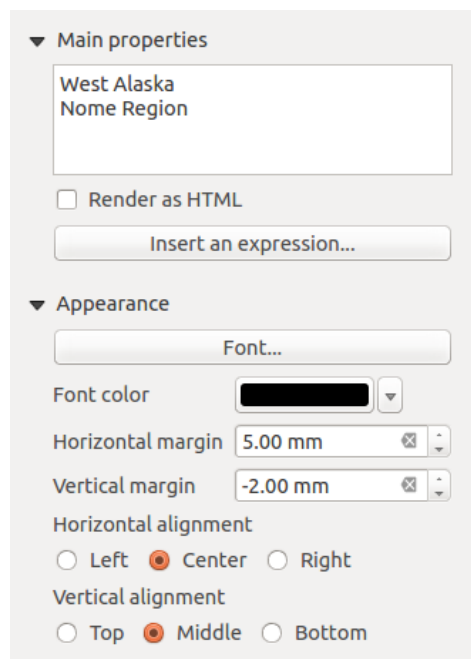 Main properties
West Alaska
Nome Region
Render as HTML
Insert an expression...
Appearance
Font...
Font color
Horizontal margin 5.00 mm
Vertical margin -2.00 mm
Horizontal alignment
Left Center Right
Vertical alignment
Top Middle Bottom